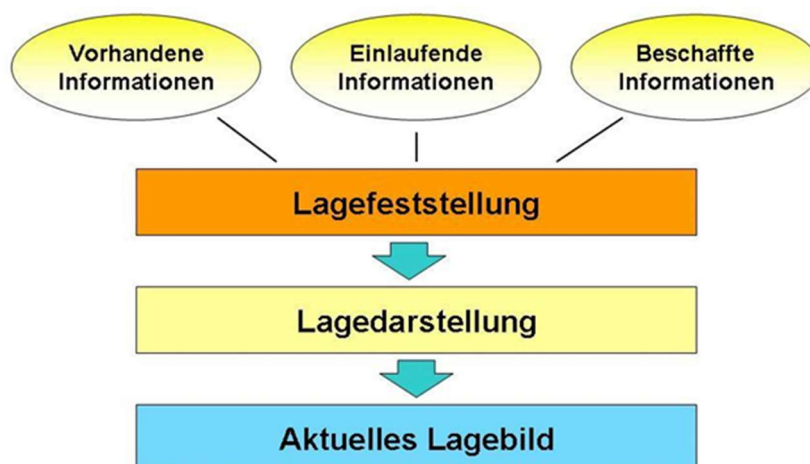 Vorhandene
Informationen
Einlaufende
Informationen
Beschaffte
Informationen
Lagefeststellung
Lagedarstellung
Aktuelles Lagebild